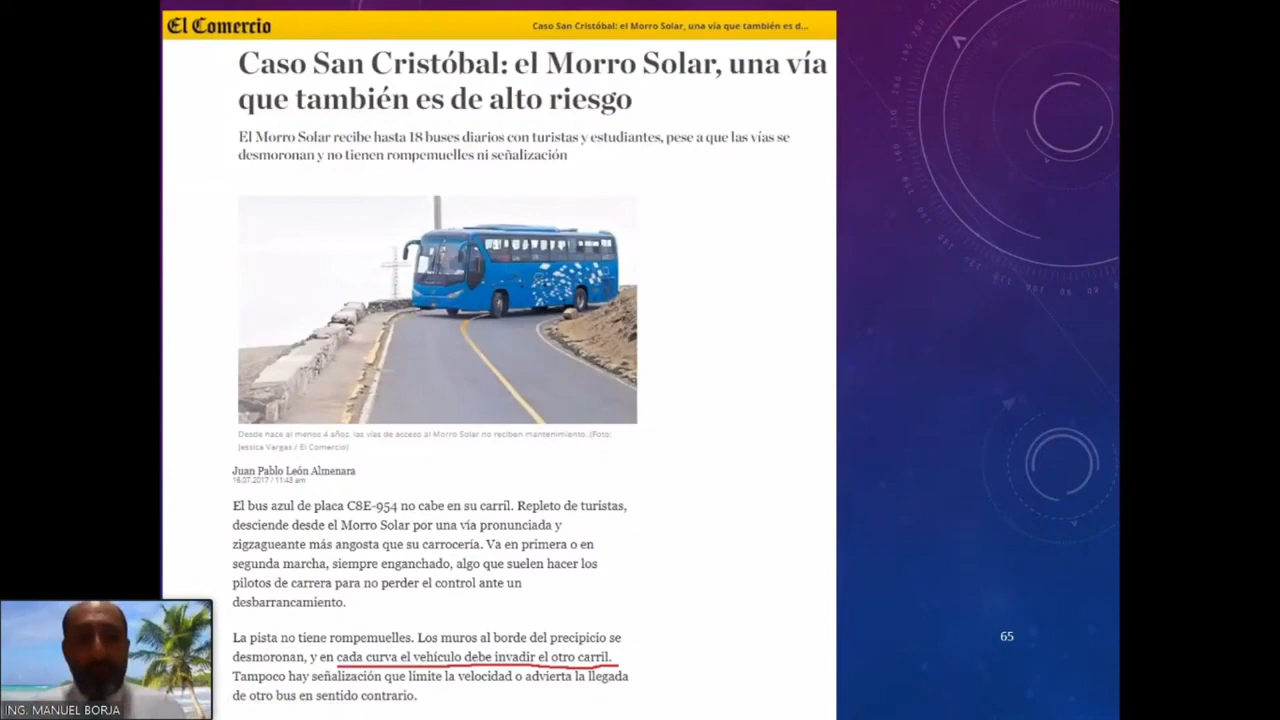 El Comercio
Caso San Cristóbal: el Morro Solar, una vía que también es d...
Caso San Cristóbal: el Morro Solar, una vía
que también es de alto riesgo
El Morro Solar recibe hasta 18 buses diarios con turistas y estudiantes, pese a que las vías se
desmoronan y no tienen rompemuelles ni señalización
Desde hace al menos 4 años, las vías de acceso al Morro Solar no reciben mantenimiento. (Foto:
Jessica Vargas / El Comercio)
Juan Pablo León Almenara
16.07.2017 / 11:43 am
El bus azul de placa C8E-954 no cabe en su carril. Repleto de turistas,
desciende desde el Morro Solar por una vía pronunciada y
zigzagueante más angosta que su carrocería. Va en primera o en
segunda marcha, siempre enganchado, algo que suelen hacer los
pilotos de carrera para no perder el control ante un
desbarrancamiento.
La pista no tiene rompemuelles. Los muros al borde del precipicio se
desmoronan, y en cada curva el vehículo debe invadir el otro carril.
Tampoco hay señalización que limite la velocidad o advierta la llegada
de otro bus en sentido contrario.
65
ING. MANUEL BORJA